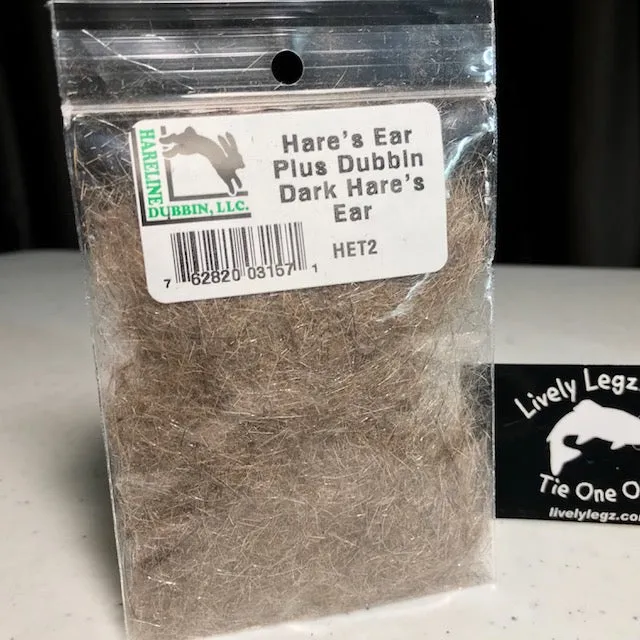 HARELINE
DUBBIN, LLC.
Hare's Ear
Plus Dubbin
Dark Hare's
Ear
HET2
7 62820 03157 1
Lively Legz
Tie One O
livelylegz.co